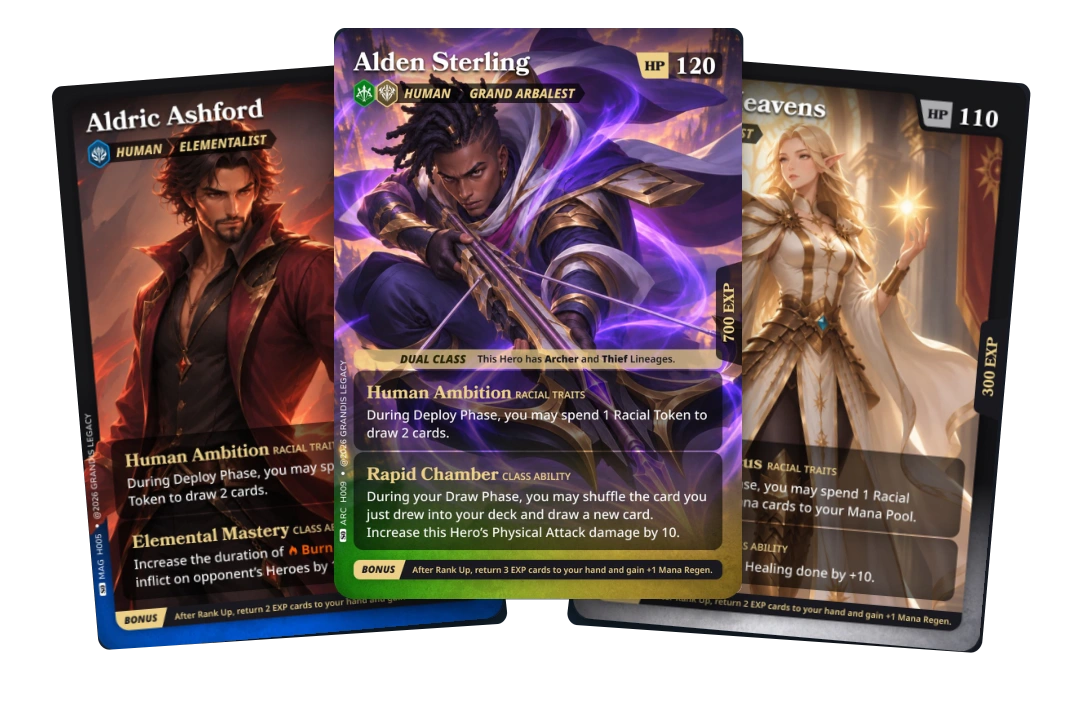 Aldric Ashford
HUMAN ELEMENTALIST
Human Ambition RACIAL
During Deploy Phase, you may
Token to draw 2 cards.
Elemental Mastery CLASS
Increase the duration of Burn
inflict on opponent's Heroes by
BONUS After Rank Up, return 2 EXP cards to your hand and
MAG H005 • @2026 GRANDIS LEGACY
Alden Sterling
HP 120
HUMAN GRAND ARBALEST
700 EXP
DUAL CLASS This Hero has Archer and Thief Lineages.
Human Ambition RACIAL TRAITS
During Deploy Phase, you may spend 1 Racial Token to
draw 2 cards.
Rapid Chamber CLASS ABILITY
During your Draw Phase, you may shuffle the card you
just drew into your deck and draw a new card.
Increase this Hero's Physical Attack damage by 10.
BONUS After Rank Up, return 3 EXP cards to your hand and gain +1 Mana Regen.
ARC H009 • @2026 GRANDIS LEGACY
HP 110
300 EXP
RACIAL TRAITS
you may spend 1 Racial
cards to your Mana Pool.
ABILITY
Healing done by +10.
Rank Up, return 2 EXP cards to your hand and gain +1 Mana Regen.